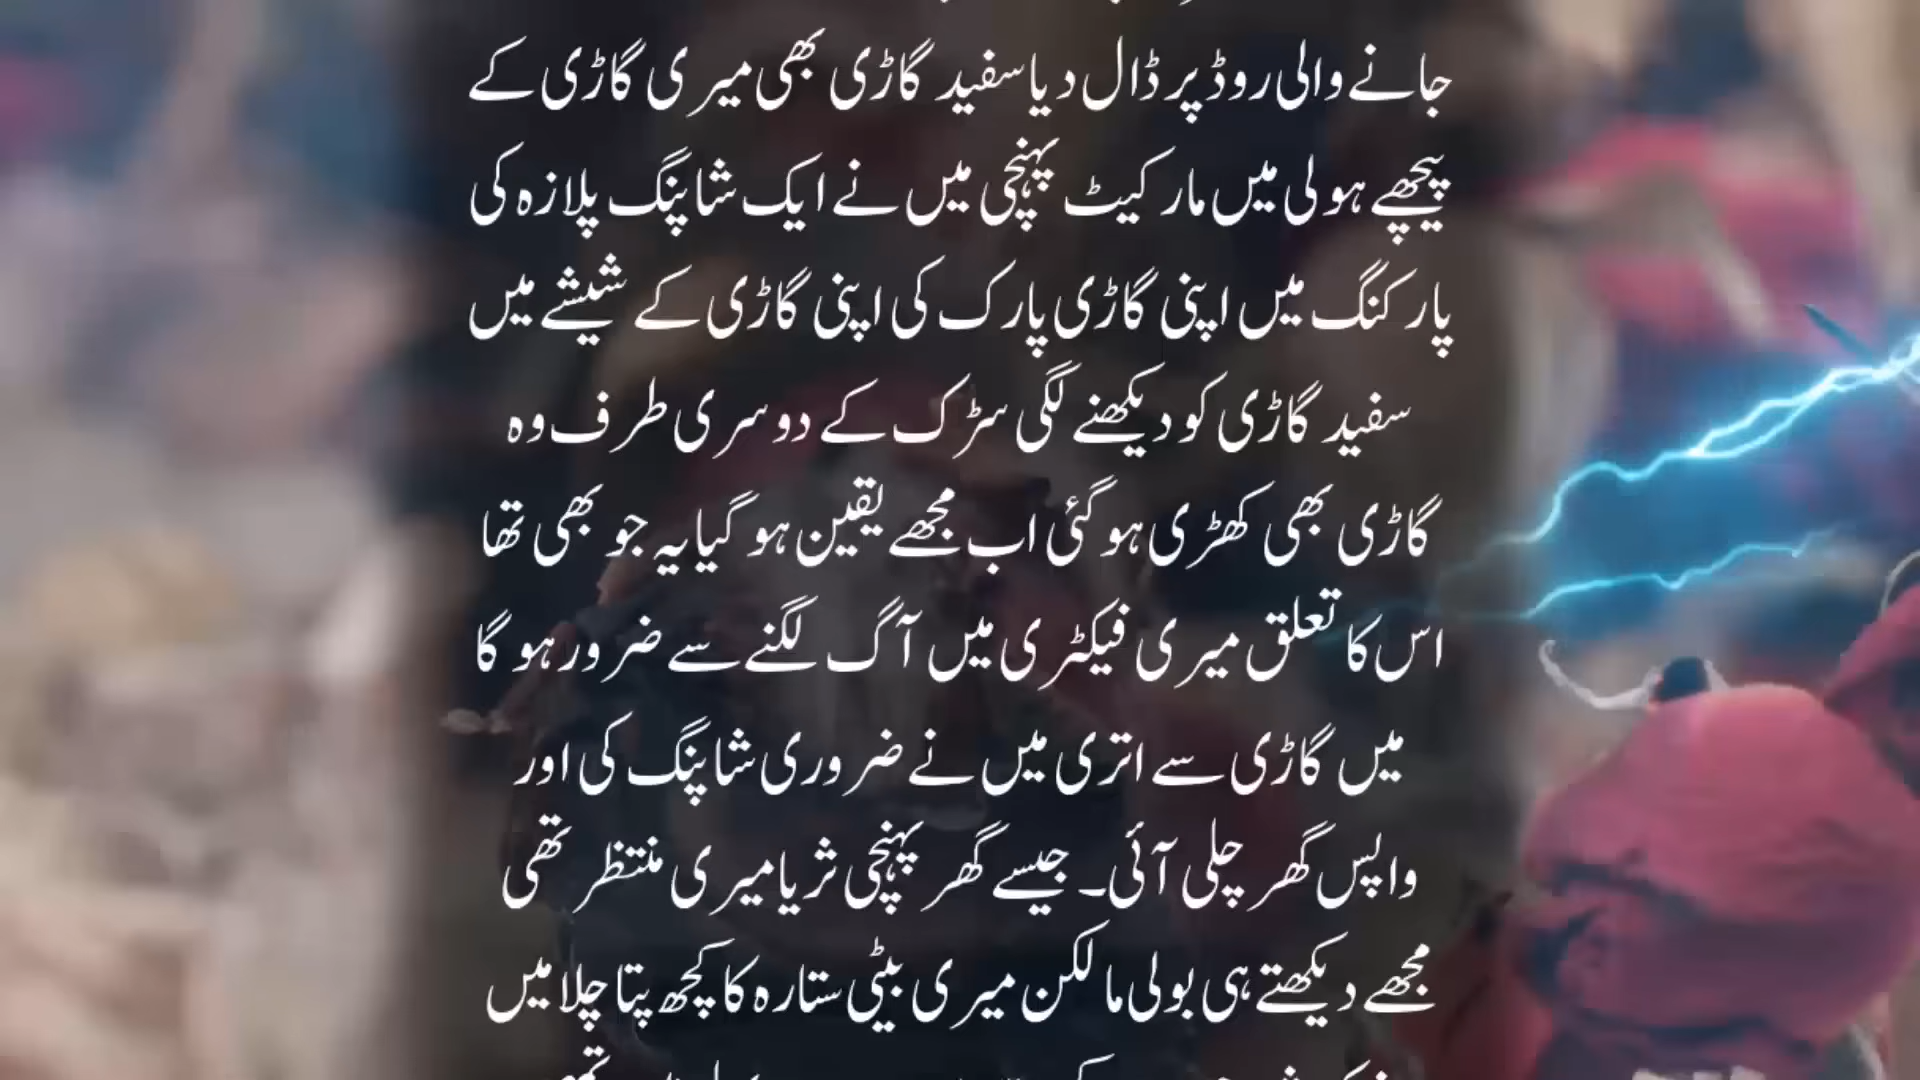 جانے والی روڈ پر ڈال دیا سفید گاڑی بھی میری گاڑی کے
پیچھے ہولی میں مارکیٹ پہنچی میں نے ایک شاپنگ پلازہ کی
پارکنگ میں اپنی گاڑی پارک کی اپنی گاڑی کے شیشے میں
سفید گاڑی کو دیکھنے لگی سڑک کے دوسری طرف وہ
گاڑی بھی کھڑی ہو گئی اب مجھے یقین ہو گیا یہ جو بھی تھا
اس کا تعلق میری فیکٹری میں آگ لگنے سے ضرور ہو گا
میں گاڑی سے اتری میں نے ضروری شاپنگ کی اور
واپس گھر چلی آئی۔ جیسے گھر پہنچی ثریا میری منتظر تھی
مجھے دیکھتے ہی بولی مالکن میری بیٹی ستارہ کا کچھ پتا چلا میں